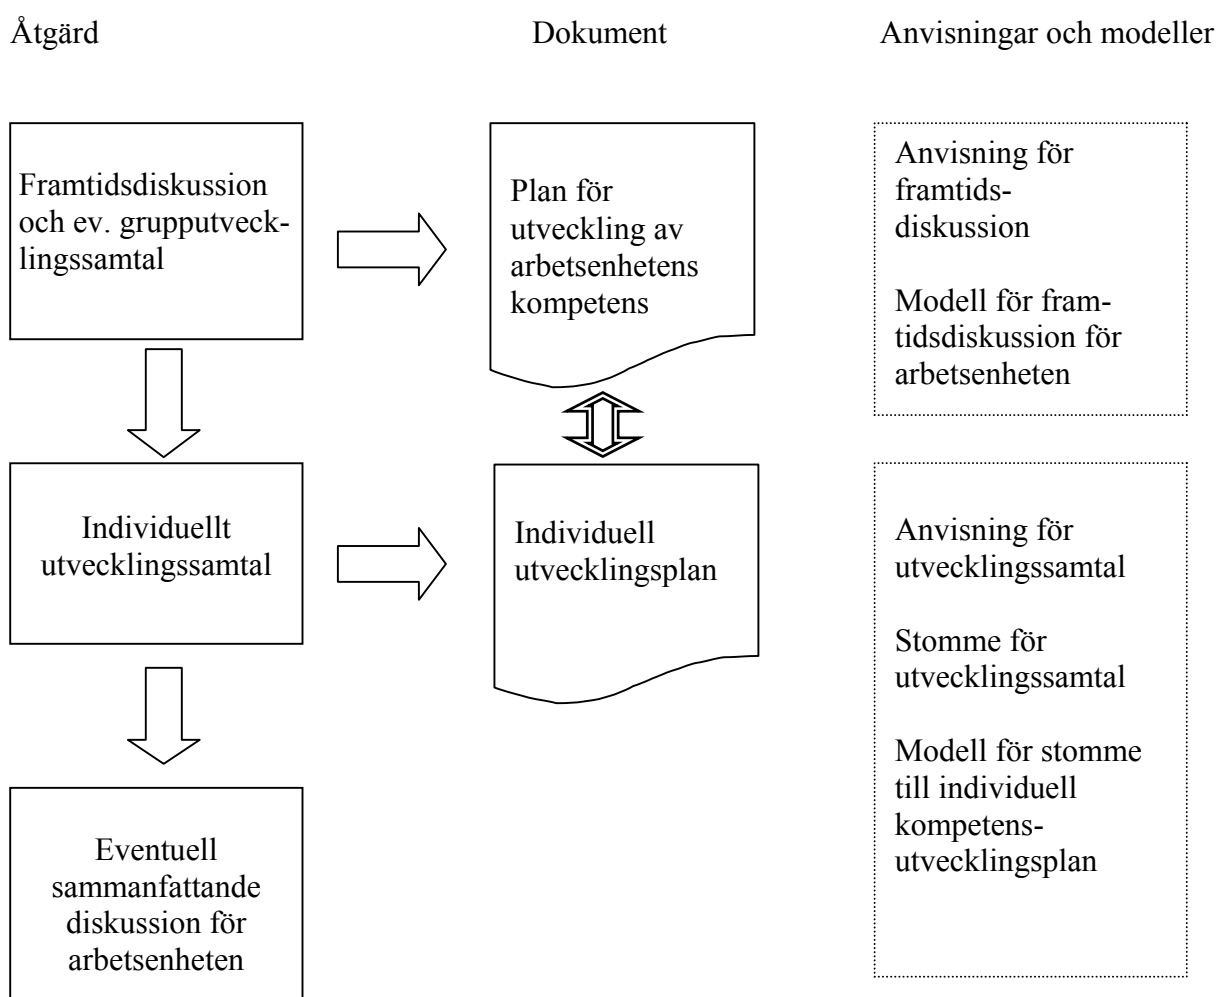 Åtgärd
Dokument
Anvisningar och modeller
Framtidsdiskussion
och ev. grupputveck-
lingssamtal
Plan för
utveckling av
arbetsenhetens
kompetens
Anvisning för
framtids-
diskussion
Modell för fram-
tidsdiskussion för
arbetsenheten
Individuellt
utvecklingssamtal
Individuell
utvecklingsplan
Anvisning för
utvecklingssamtal
Stomme för
utvecklingssamtal
Modell för stomme
till individuell
kompetens-
utvecklingsplan
Eventuell
sammanfattande
diskussion för
arbetsenheten